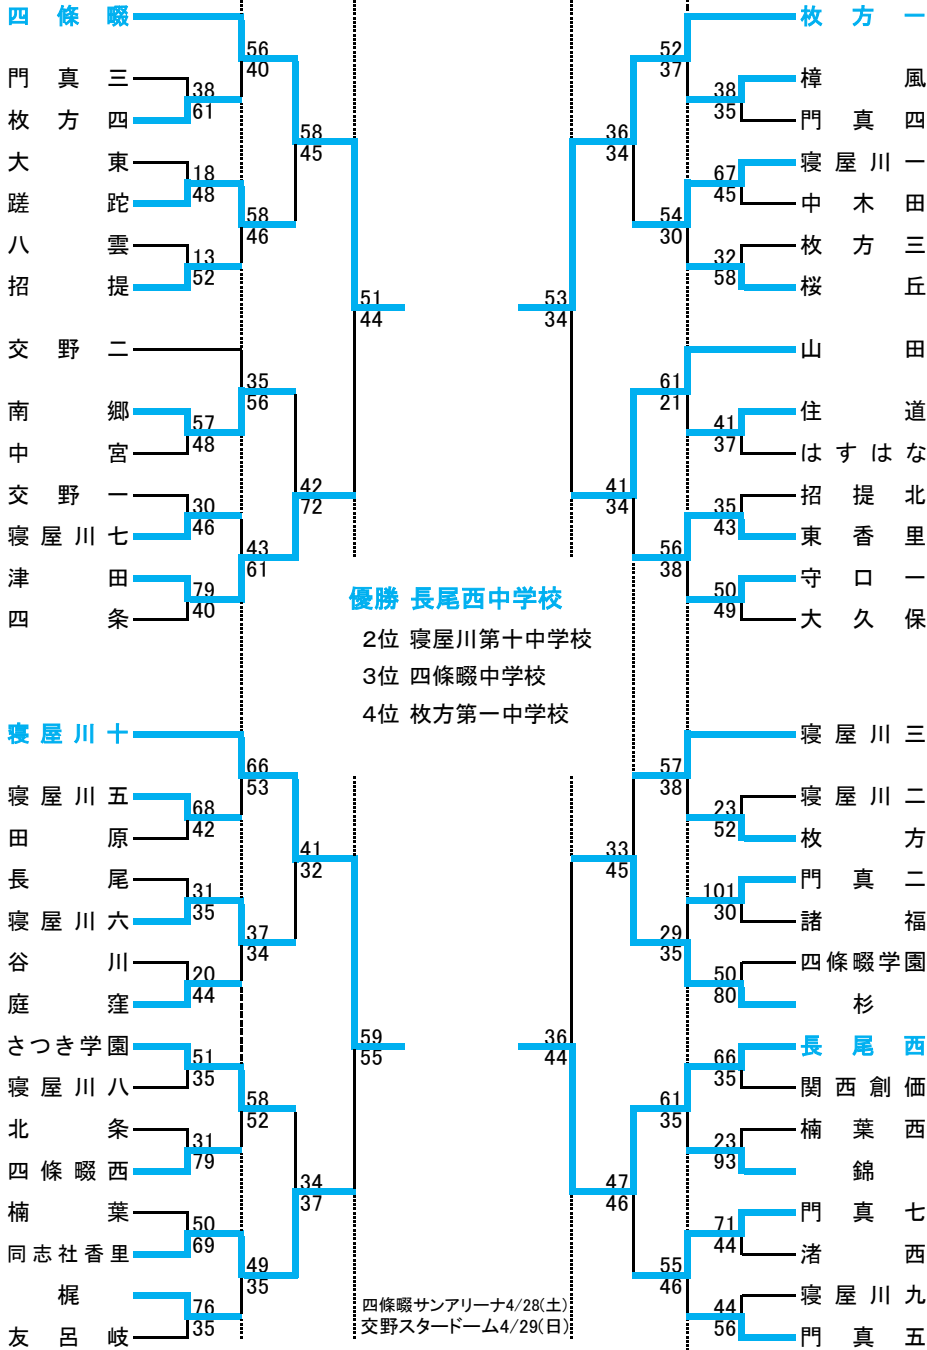 四條畷
門真三
枚方四
大東
蹉跎
八雲
招提
交野二
南郷
中宮
交野一
寝屋川七
津田
四条
56
40
38
61
18
48
58
46
13
52
58
45
51
44
35
56
57
48
30
46
43
61
79
40
42
72
枚方一
樟風
門真四
寝屋川一
中木田
枚方三
桜丘
山田
住道
はすはな
招提北
東香里
守口一
大久保
52
37
38
35
67
45
54
30
32
58
36
34
53
34
61
21
41
37
35
43
56
38
50
49
41
34
優勝 長尾西中学校
2位 寝屋川第十中学校
3位 四條畷中学校
4位 枚方第一中学校
寝屋川十
寝屋川五
田原
長尾
寝屋川六
谷川
庭窪
さつき学園
寝屋川八
北条
四條畷西
楠葉
同志社香里
梶
友呂岐
66
53
68
42
31
35
37
34
20
44
41
32
59
55
51
35
58
52
31
79
34
37
50
69
49
35
76
35
寝屋川三
寝屋川二
枚方
門真二
諸福
四條畷学園
杉
長尾西
関西創価
楠葉西
錦
門真七
渚西
寝屋川九
門真五
57
38
23
52
101
30
29
35
50
80
33
45
36
44
66
35
61
35
23
93
47
46
71
44
55
46
44
56
四條畷サンアリーナ4/28(土)
交野スタードーム4/29(日)